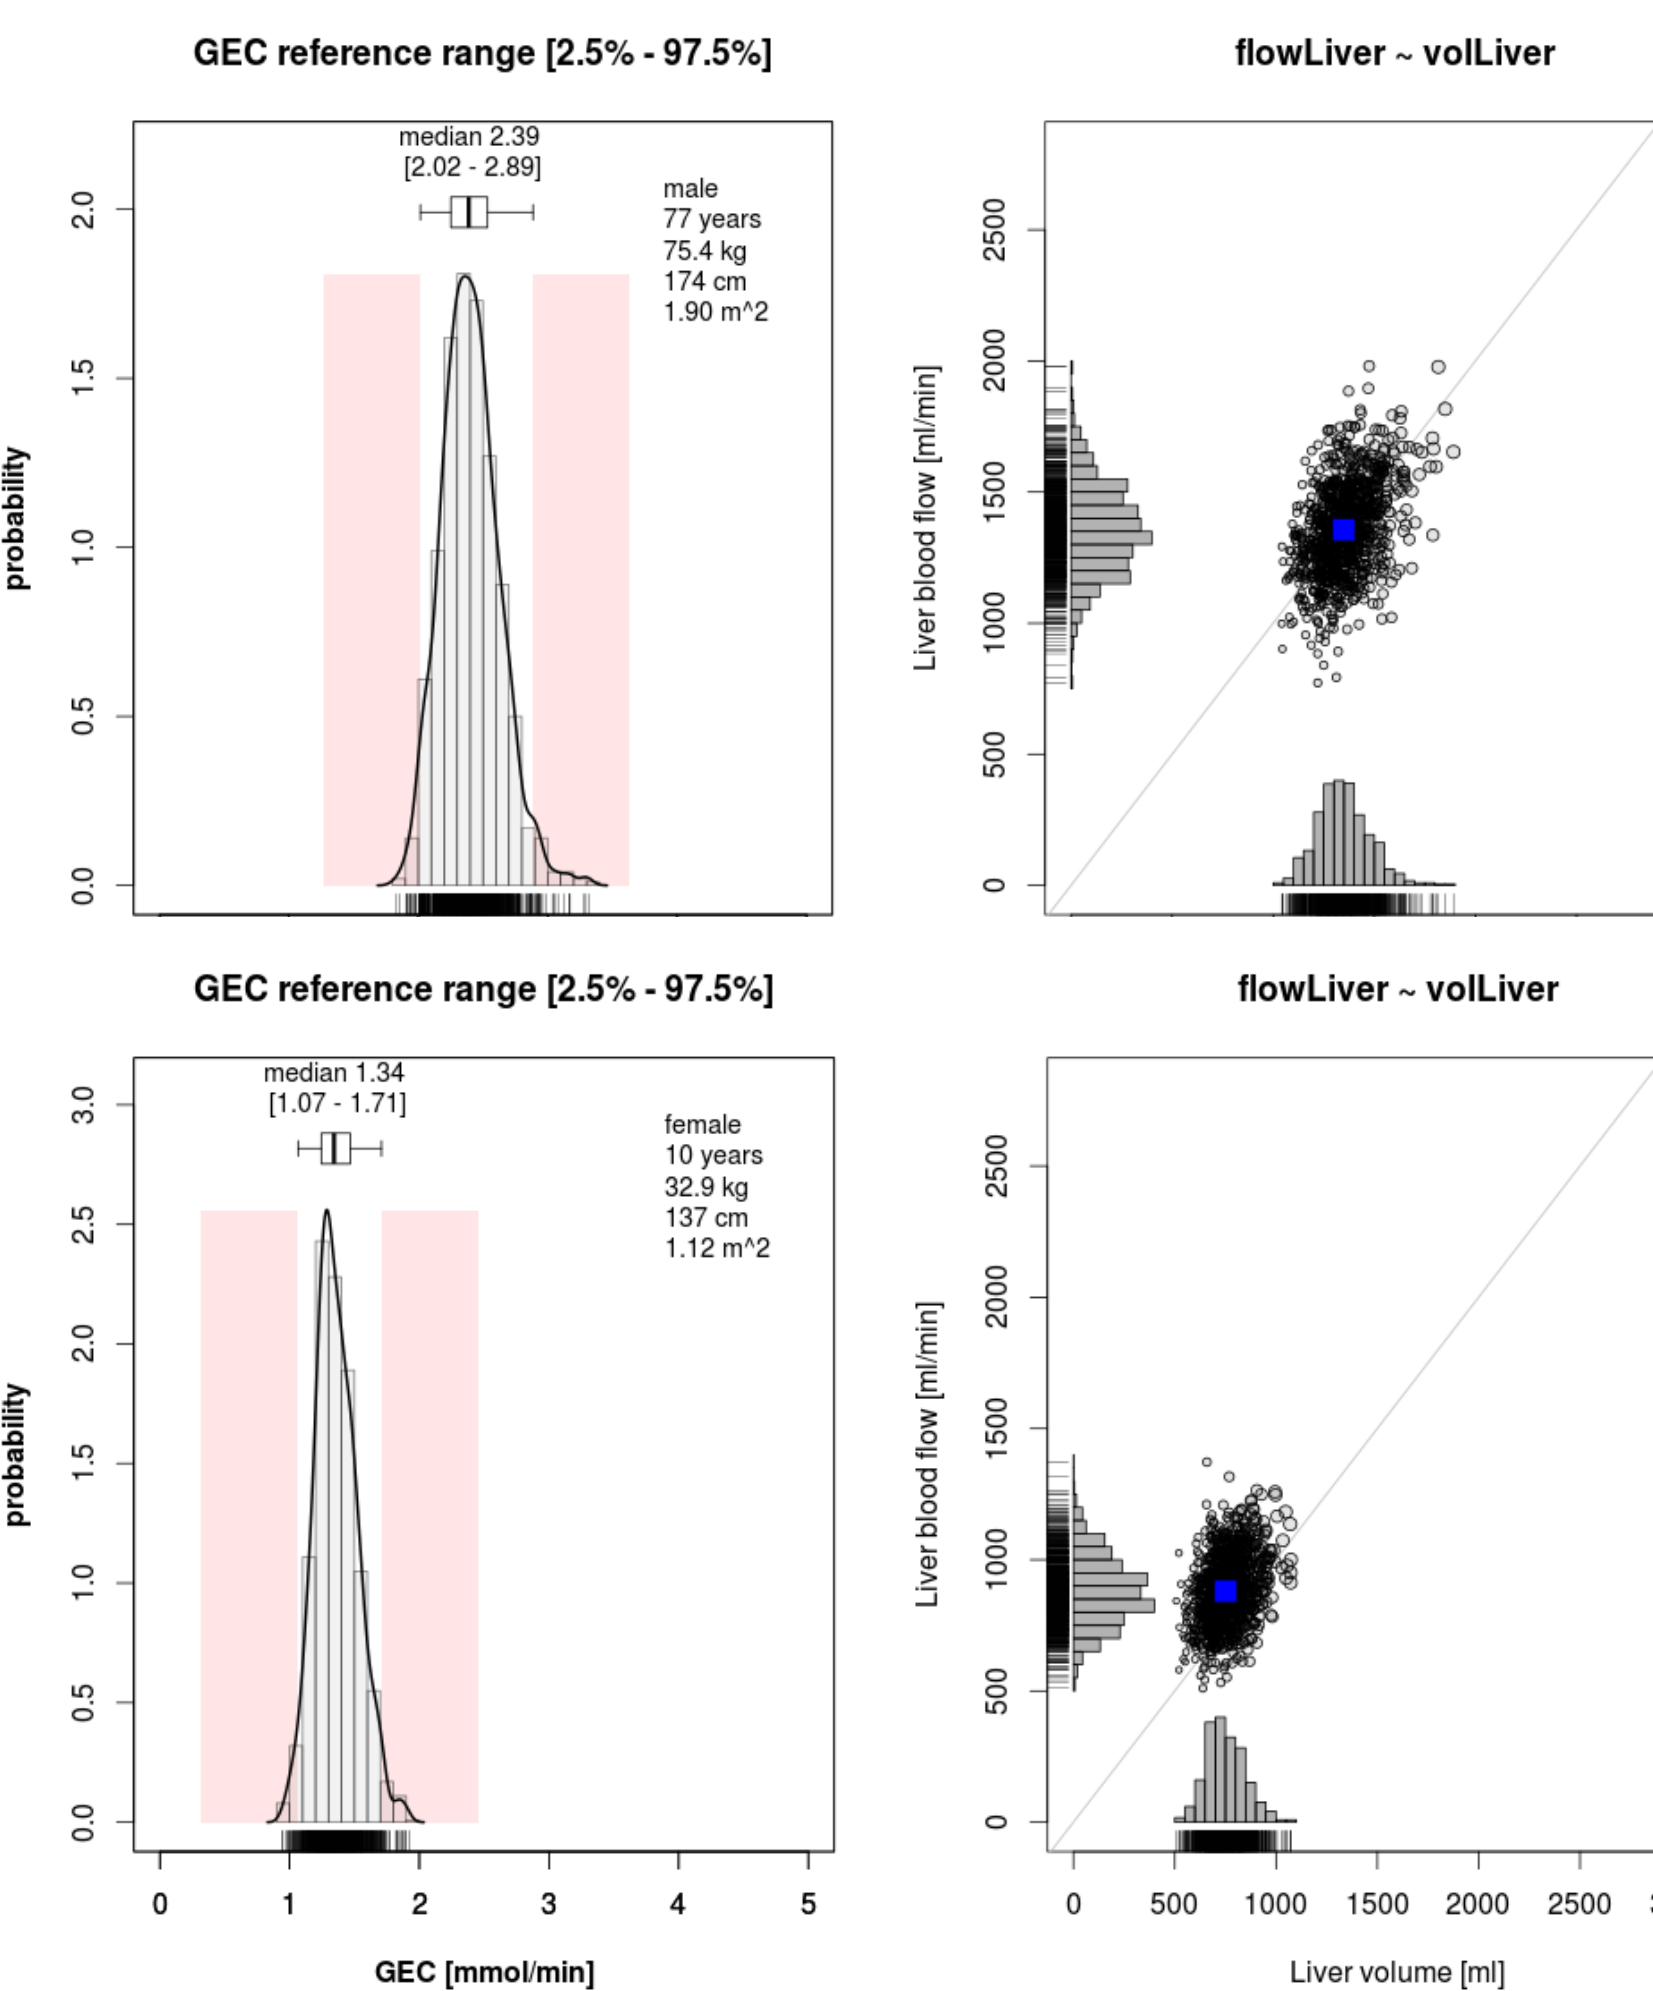 GEC reference range [2.5% - 97.5%]
median 2.39
[2.02 - 2.89]
male
77 years
75.4 kg
174 cm
1.90 m^2
probability
2.0
1.5
1.0
0.5
0.0
flowLiver ~ volLiver
Liver blood flow [ml/min]
2500
2000
1500
1000
500
0
GEC reference range [2.5% - 97.5%]
median 1.34
[1.07 - 1.71]
female
10 years
32.9 kg
137 cm
1.12 m^2
probability
3.0
2.5
2.0
1.5
1.0
0.5
0.0
0 1 2 3 4 5
GEC [mmol/min]
flowLiver ~ volLiver
Liver blood flow [ml/min]
2500
2000
1500
1000
500
0
0 500 1000 1500 2000 2500
Liver volume [ml]